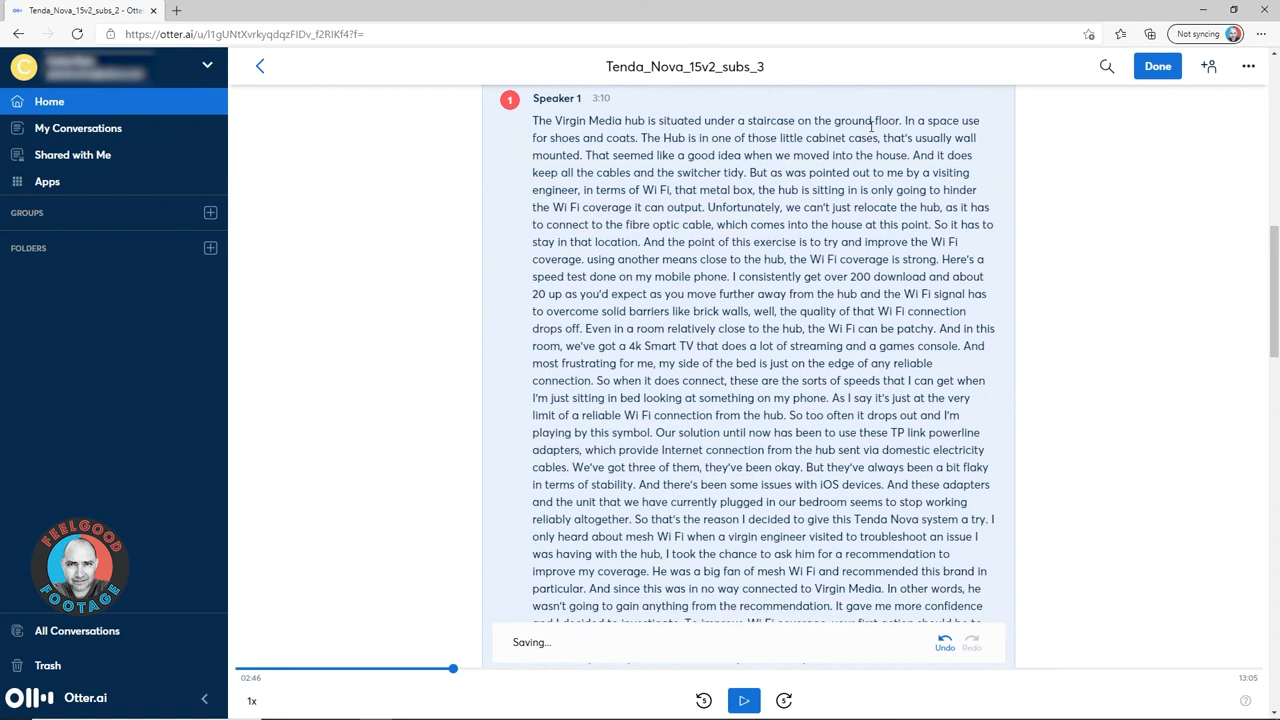 Tenda_Nova_15v2_subs_2 - Otte
https://otter.ai/u/l1gUNtXvrkyqdqzFIDv_f2RlKf4?f=
Not syncing
C
Home
My Conversations
Shared with Me
Apps
GROUPS
FOLDERS
FEELGOOD
FOOTAGE
All Conversations
Trash
Otter.ai
Tenda_Nova_15v2_subs_3
Done
1
Speaker 1 3:10
The Virgin Media hub is situated under a staircase on the ground floor. In a space use
for shoes and coats. The Hub is in one of those little cabinet cases, that's usually wall
mounted. That seemed like a good idea when we moved into the house. And it does
keep all the cables and the switcher tidy. But as was pointed out to me by a visiting
engineer, in terms of Wi Fi, that metal box, the hub is sitting in is only going to hinder
the Wi Fi coverage it can output. Unfortunately, we can't just relocate the hub, as it has
to connect to the fibre optic cable, which comes into the house at this point. So it has to
stay in that location. And the point of this exercise is to try and improve the Wi Fi
coverage. using another means close to the hub, the Wi Fi coverage is strong. Here's a
speed test done on my mobile phone. I consistently get over 200 download and about
20 up as you'd expect as you move further away from the hub and the Wi Fi signal has
to overcome solid barriers like brick walls, well, the quality of that Wi Fi connection
drops off. Even in a room relatively close to the hub, the Wi Fi can be patchy. And in this
room, we've got a 4k Smart TV that does a lot of streaming and a games console. And
most frustrating for me, my side of the bed is just on the edge of any reliable
connection. So when it does connect, these are the sorts of speeds that I can get when
I'm just sitting in bed looking at something on my phone. As I say it's just at the very
limit of a reliable Wi Fi connection from the hub. So too often it drops out and I'm
playing by this symbol. Our solution until now has been to use these TP link powerline
adapters, which provide Internet connection from the hub sent via domestic electricity
cables. We've got three of them, they've been okay. But they've always been a bit flaky
in terms of stability. And there's been some issues with iOS devices. And these adapters
and the unit that we have currently plugged in our bedroom seems to stop working
reliably altogether. So that's the reason I decided to give this Tenda Nova system a try. I
only heard about mesh Wi Fi when a virgin engineer visited to troubleshoot an issue I
was having with the hub, I took the chance to ask him for a recommendation to
improve my coverage. He was a big fan of mesh Wi Fi and recommended this brand in
particular. And since this was in no way connected to Virgin Media. In other words, he
wasn't going to gain anything from the recommendation. It gave me more confidence
and I decided to investigate. To improve Wi Fi coverage, your first action should be to
Saving...
Undo
Redo
02:46
13:05
1x
5
5